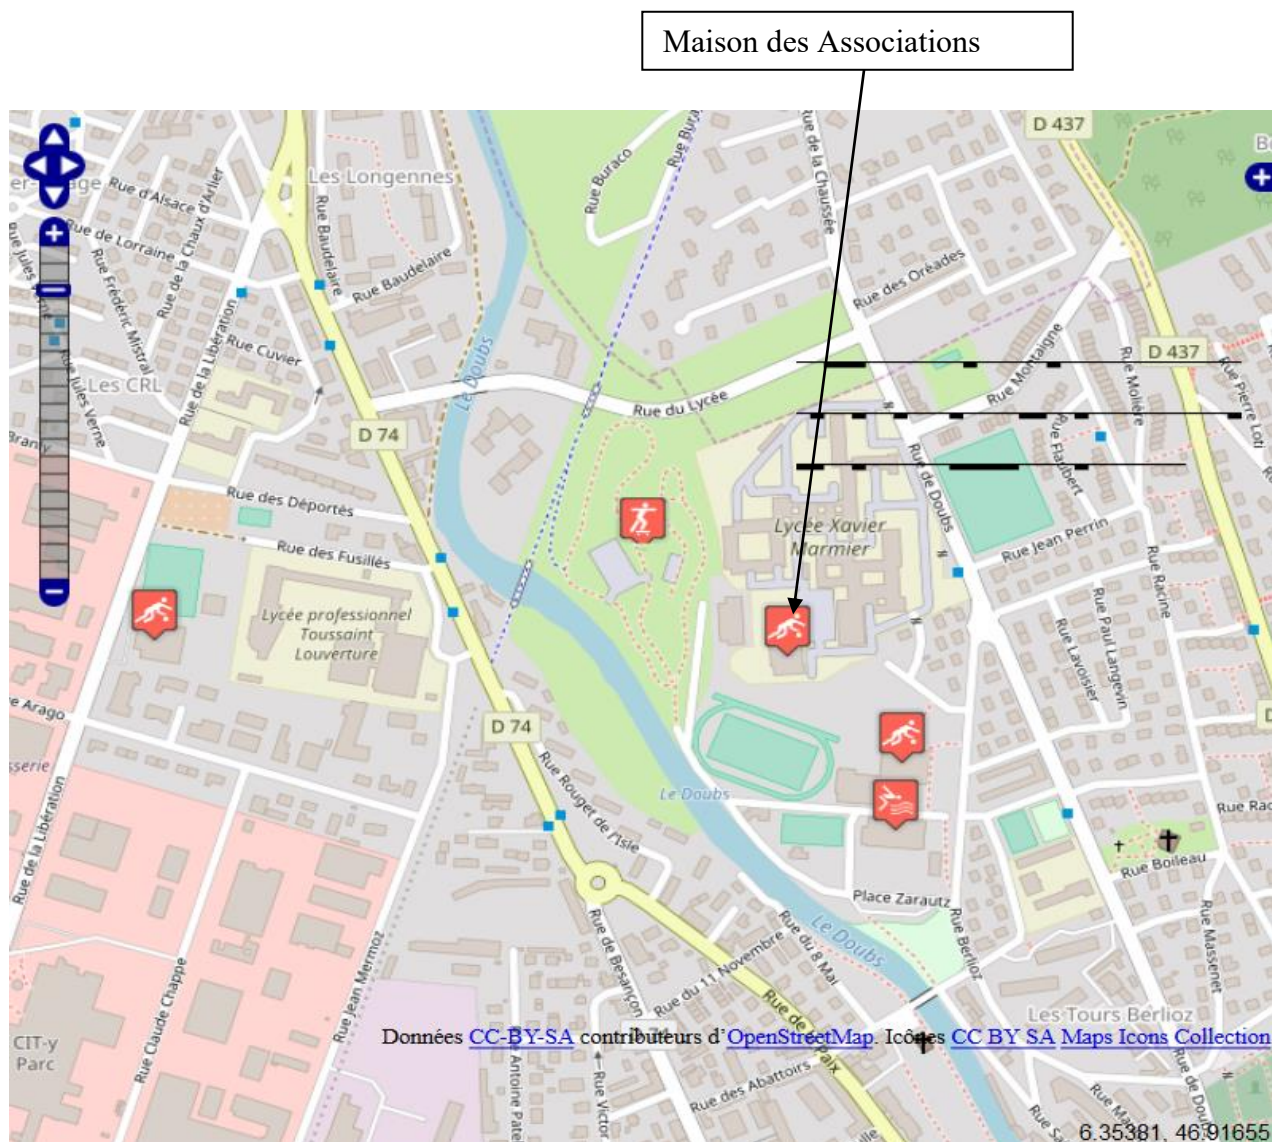 Maison des Associations
D 437
Les Longennes
Rue d'Alsace
Rue de la Chaux d'Arlier
Rue de Lorraine
Rue Baudelaire
Rue Baudelaire
Rue Buraco
Rue de la Chaussée
Rue des Oréades
Rue Frédéric Mistral
Rue de la Libération
Rue Cuvier
Les CRL
Rue Jules Verne
Le Doubs
Rue du Lycée
Rue Montaigne
D 437
Rue Molière
Rue Pierre Loti
D 74
Rue Flaubert
Rue de Doubs
Rue des Déportés
Rue des Fusillés
Lycée Xavier
Marmier
Rue Jean Perrin
Rue Racine
Lycée professionnel
Toussaint
Louverture
Rue Paul Langevin
Rue Lavoisier
D 74
Rue de la Libération
Rue Rouger de l'Isle
Le Doubs
Rue Boileau
Place Zarautz
Rue Berlioz
Rue Massenet
Le Doubs
Rue du 8 Mai
Rue du 11 Novembre
Rue de Besançon
Rue Jean Mermoz
Rue Claude Chappe
Rue de la Paix
Les Tours Berlioz
Données CC-BY-SA contributeurs d'OpenStreetMap. Icônes CC BY SA Maps Icons Collection
CIT-y
Parc
Rue des Abattoirs
Rue Victor
6.35381, 46.91655